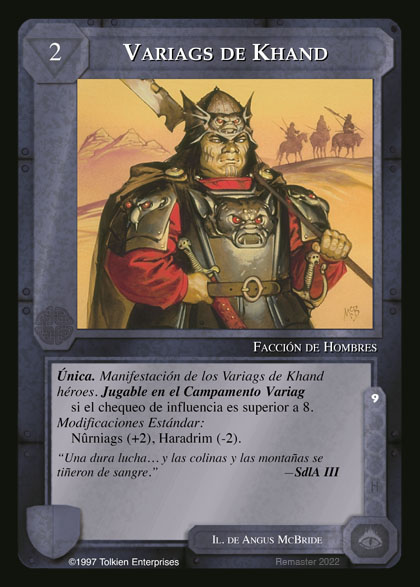 2
VARIAGS DE KHAND
FACCIÓN DE HOMBRES
Única. Manifestación de los Variags de Khand
héroes. Jugable en el Campamento Variag
si el chequeo de influencia es superior a 8.
Modificaciones Estándar:
Nûrniags (+2), Haradrim (-2).
“Una dura lucha… y las colinas y las montañas se
tiñeron de sangre.” —SdlA III
9
H
IL. DE ANGUS MCBRIDE
©1997 Tolkien Enterprises
Remaster 2022